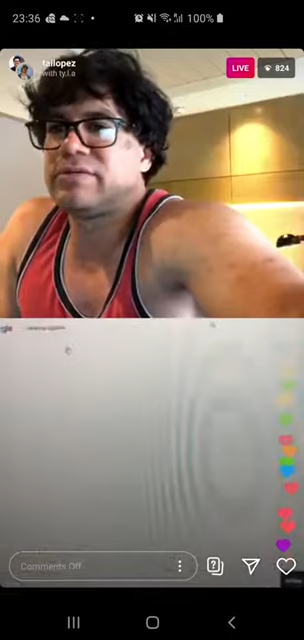 23:36
100%
tailopez
with ty.l.a
LIVE
824
Comments Off